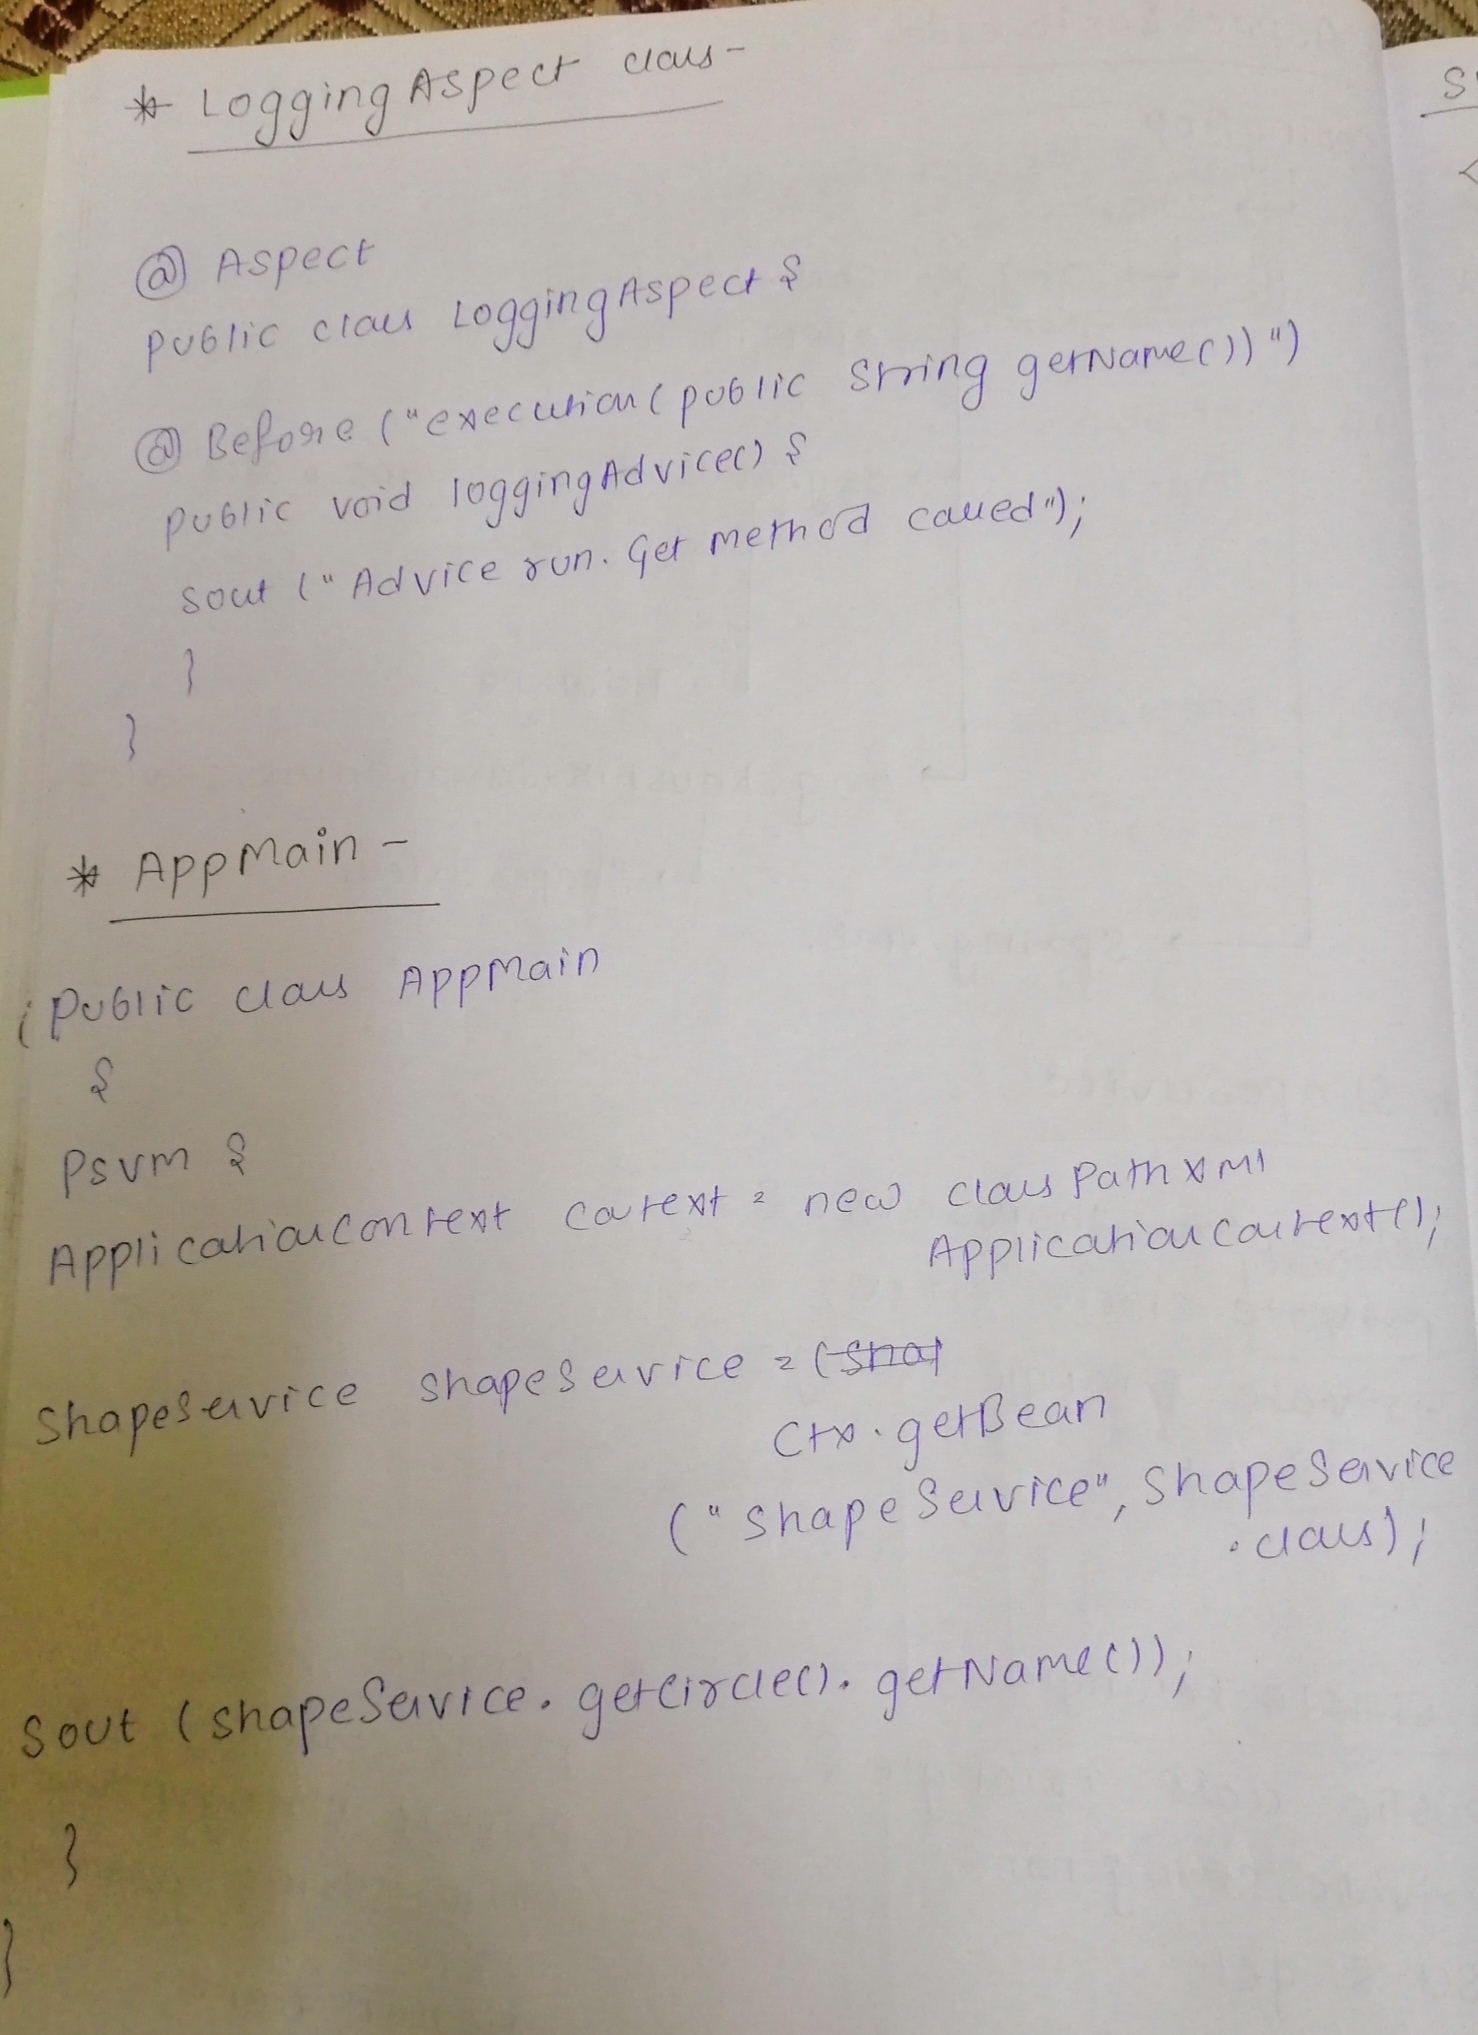 * LoggingAspect class -
@ Aspect
public class LoggingAspect {
@ Before ("execution(public String getName())")
public void loggingAdvice() {
Sout ("Advice run. Get method called");
}
}
* AppMain -
public class AppMain
{
Psvm {
ApplicationContext context = new classPathXml
ApplicationContext();
ShapeService shapeService = (Shap
Ctx.getBean
("shapeService", ShapeService
.class);
Sout (shapeService.getCircle().getName());
}
}